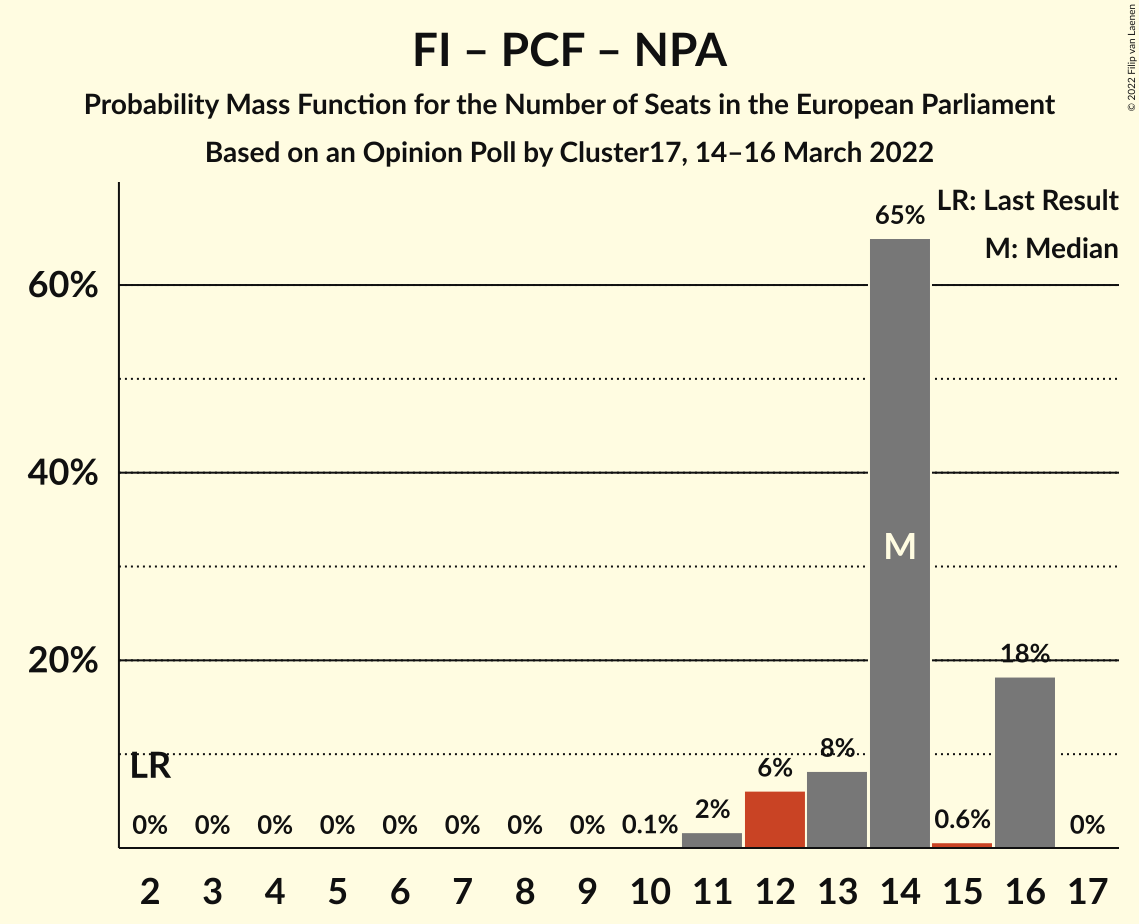 FI – PCF – NPA
Probability Mass Function for the Number of Seats in the European Parliament
Based on an Opinion Poll by Cluster17, 14–16 March 2022
© 2022 Filip van Laenen
LR: Last Result
M: Median
60%
40%
20%
65%
M
18%
8%
6%
LR
2%
0% 0% 0% 0% 0% 0% 0% 0% 0.1% 0.6% 0%
2 3 4 5 6 7 8 9 10 11 12 13 14 15 16 17